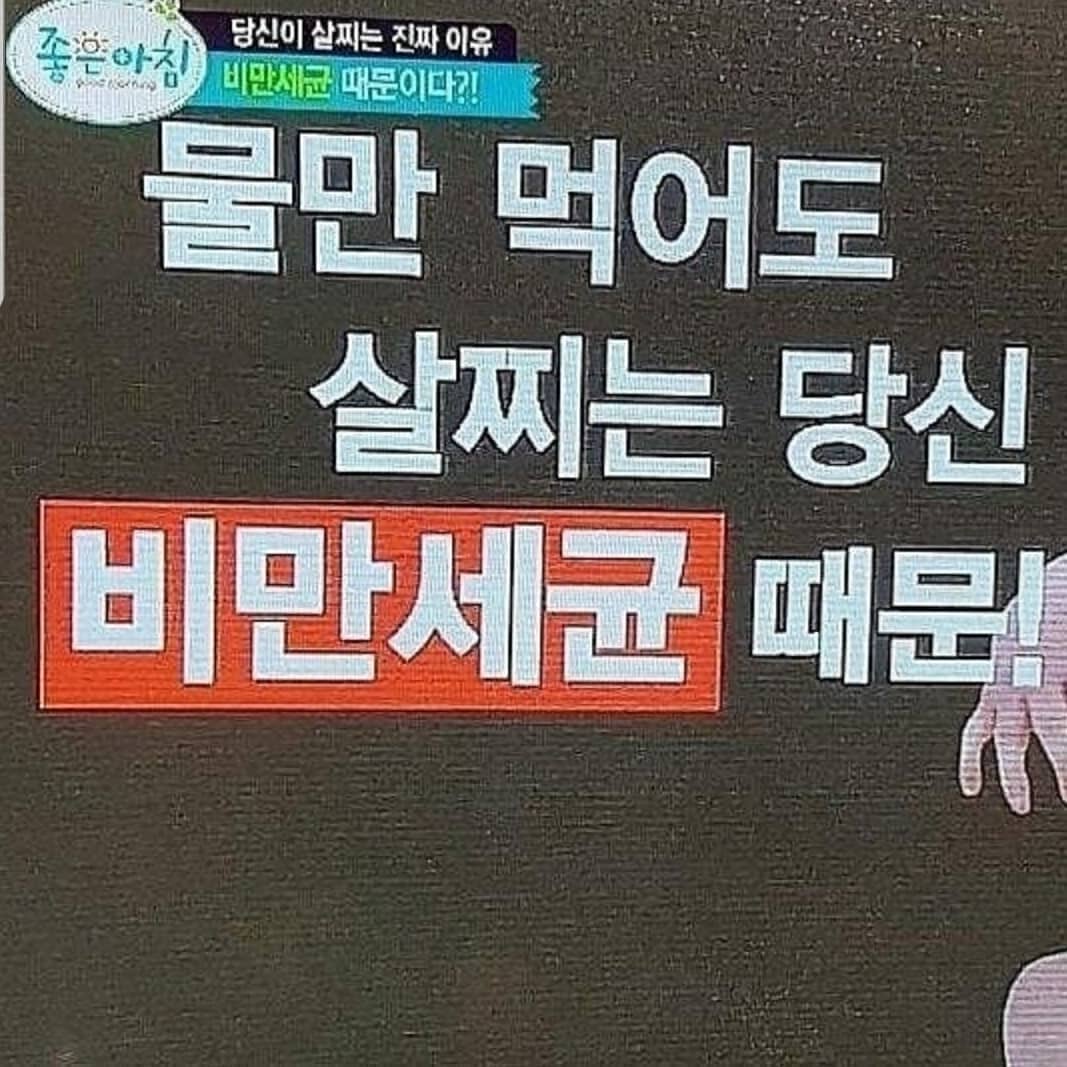 좋은아침
good morning
당신이 살찌는 진짜 이유
비만세균 때문이다?!
물만 먹어도
살찌는 당신
비만세균 때문!